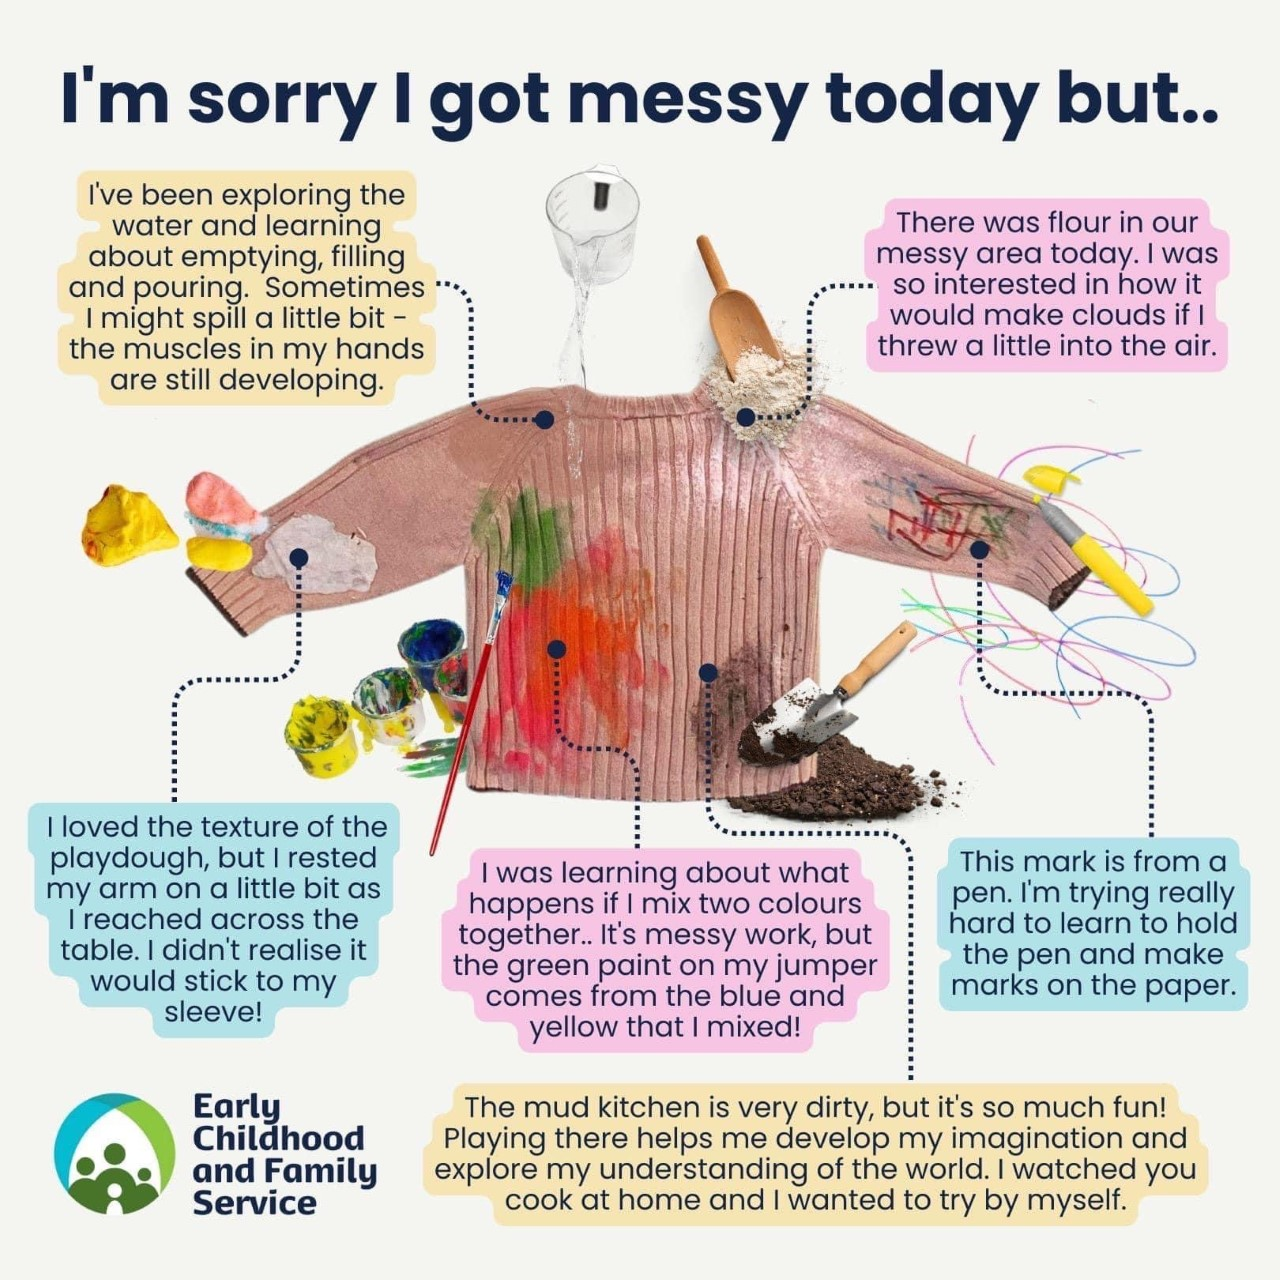 I'm sorry I got messy today but..
I've been exploring the
water and learning
about emptying, filling
and pouring.  Sometimes
I might spill a little bit -
the muscles in my hands
are still developing.
There was flour in our
messy area today. I was
so interested in how it
would make clouds if I
threw a little into the air.
I loved the texture of the
playdough, but I rested
my arm on a little bit as
I reached across the
table. I didn't realise it
would stick to my
sleeve!
I was learning about what
happens if I mix two colours
together.. It's messy work, but
the green paint on my jumper
comes from the blue and
yellow that I mixed!
This mark is from a
pen. I'm trying really
hard to learn to hold
the pen and make
marks on the paper.
The mud kitchen is very dirty, but it's so much fun!
Playing there helps me develop my imagination and
explore my understanding of the world. I watched you
cook at home and I wanted to try by myself.
Early
Childhood
and Family
Service